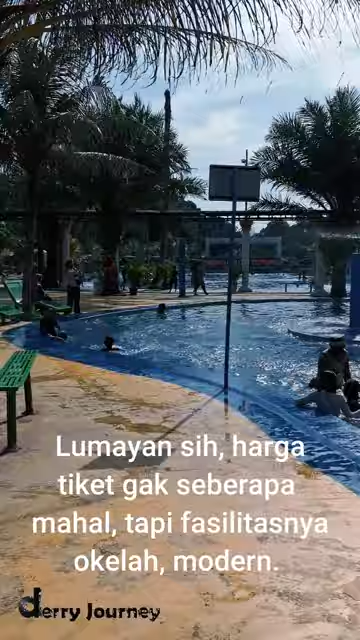 Lumayan sih, harga
tiket gak seberapa
mahal, tapi fasilitasnya
okelah, modern.
derry Journey